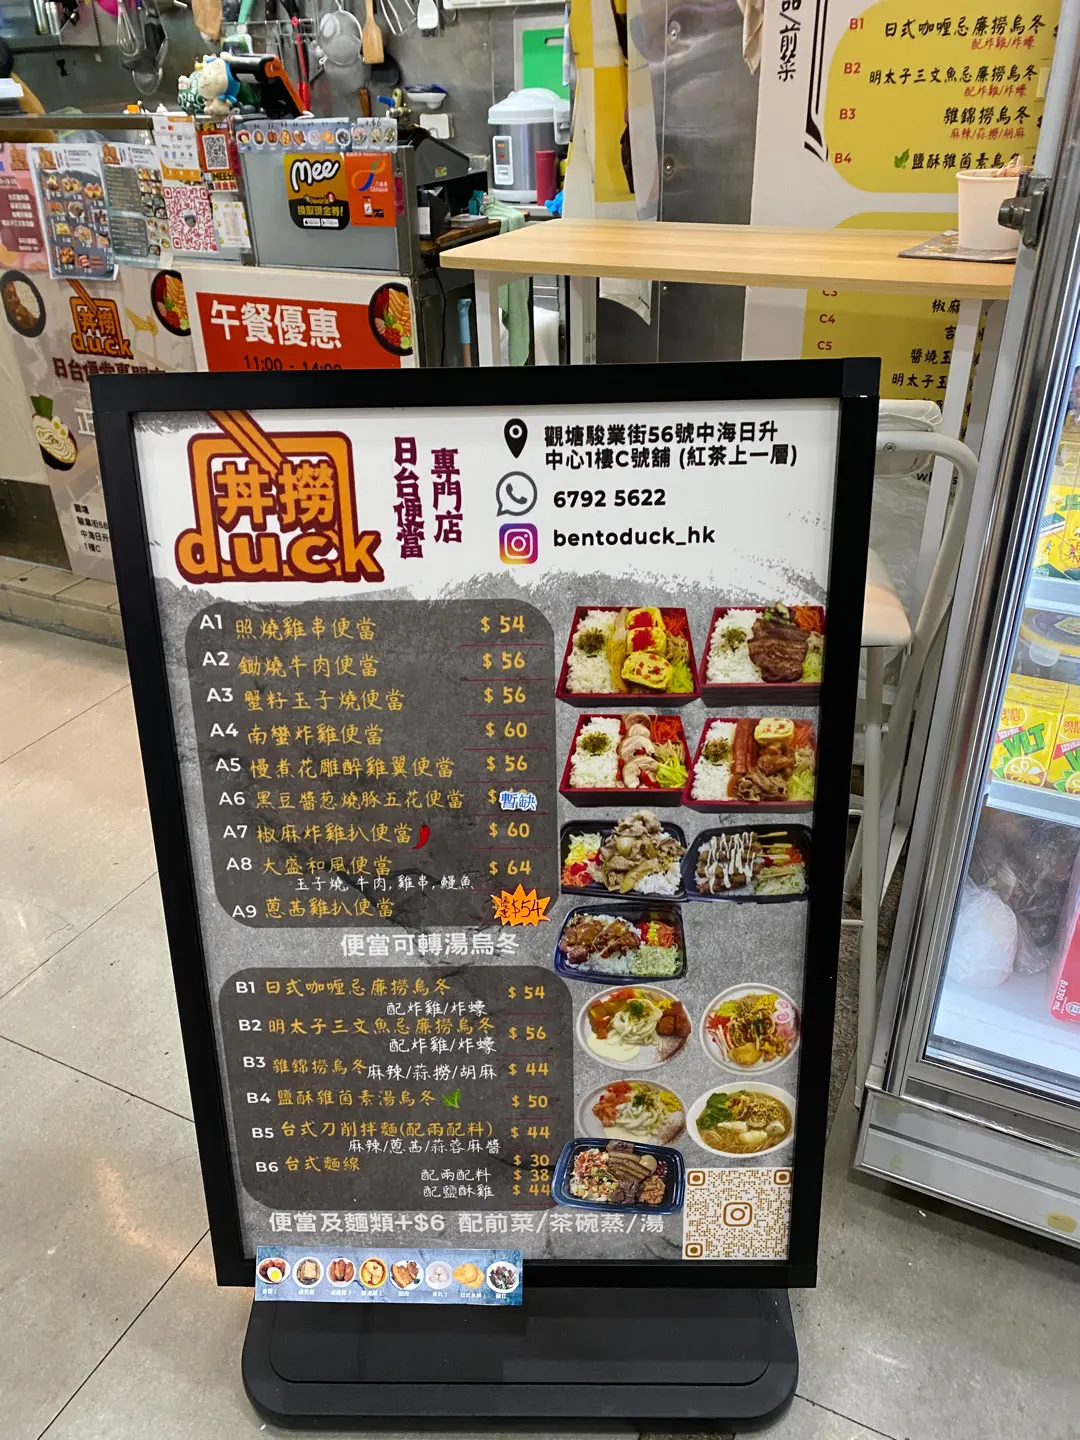 B1 日式咖喱忌廉撈烏冬
配炸雞/炸蠔
B2 明太子三文魚忌廉撈烏冬
配炸雞/炸蠔
B3 雜錦撈烏冬
麻辣/蒜撈/胡麻
B4 鹽酥雜菌素烏
前菜
C3
椒麻
C4
C5
醬燒玉
明太子玉
Mee
換取現金券!
丼撈
duck
午餐優惠
11:00 - 14:00
丼撈
d.u.c.k
日台便當
專門店
觀塘駿業街56號中海日升
中心1樓C號舖 (紅茶上一層)
6792 5622
bentoduck_hk
A1 照燒雞串便當 $ 54
A2 鋤燒牛肉便當 $ 56
A3 蟹籽玉子燒便當 $ 56
A4 南蠻炸雞便當 $ 60
A5 慢煮花雕醉雞翼便當 $ 56
A6 黑豆醬葱燒豚五花便當 $ 暫缺
A7 椒麻炸雞扒便當 $ 60
A8 大盛和風便當 $ 64
玉子燒, 牛肉, 雞串, 鰻魚
A9 蔥茜雞扒便當 $54
便當可轉湯烏冬
B1 日式咖喱忌廉撈烏冬 $ 54
配炸雞/炸蠔
B2 明太子三文魚忌廉撈烏冬 $ 56
配炸雞/炸蠔
B3 雜錦撈烏冬麻辣/蒜撈/胡麻 $ 44
B4 鹽酥雜菌素湯烏冬 $ 50
B5 台式刀削拌麵(配兩配料) $ 44
麻辣/蔥茜/蒜蓉麻醬
B6 台式麵線 $ 30
配兩配料 $ 38
配鹽酥雞 $ 44
便當及麵類+$6 配前菜/茶碗蒸/湯